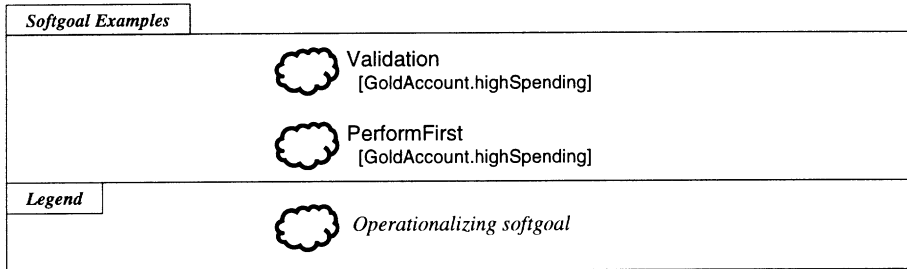 Softgoal Examples
Validation
[GoldAccount.highSpending]
PerformFirst
[GoldAccount.highSpending]
Legend
Operationalizing softgoal